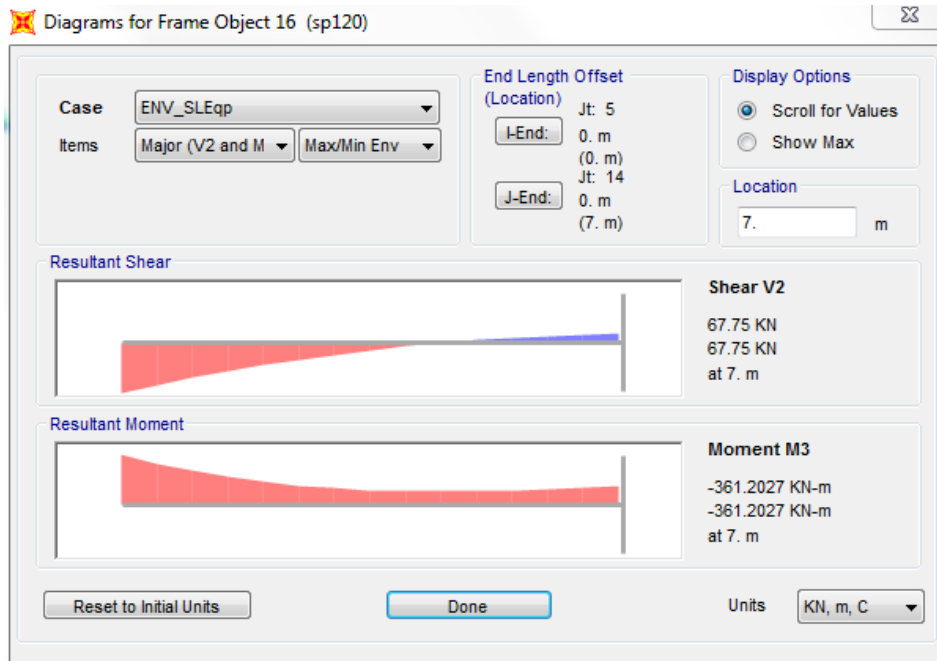 Diagrams for Frame Object 16 (sp120)
Case
ENV_SLEqp
Items
Major (V2 and M
Max/Min Env
End Length Offset
(Location)
I-End:
Jt: 5
0. m
(0. m)
J-End:
Jt: 14
0. m
(7. m)
Display Options
Scroll for Values
Show Max
Location
7.
m
Resultant Shear
Shear V2
67.75 KN
67.75 KN
at 7. m
Resultant Moment
Moment M3
-361.2027 KN-m
-361.2027 KN-m
at 7. m
Reset to Initial Units
Done
Units
KN, m, C